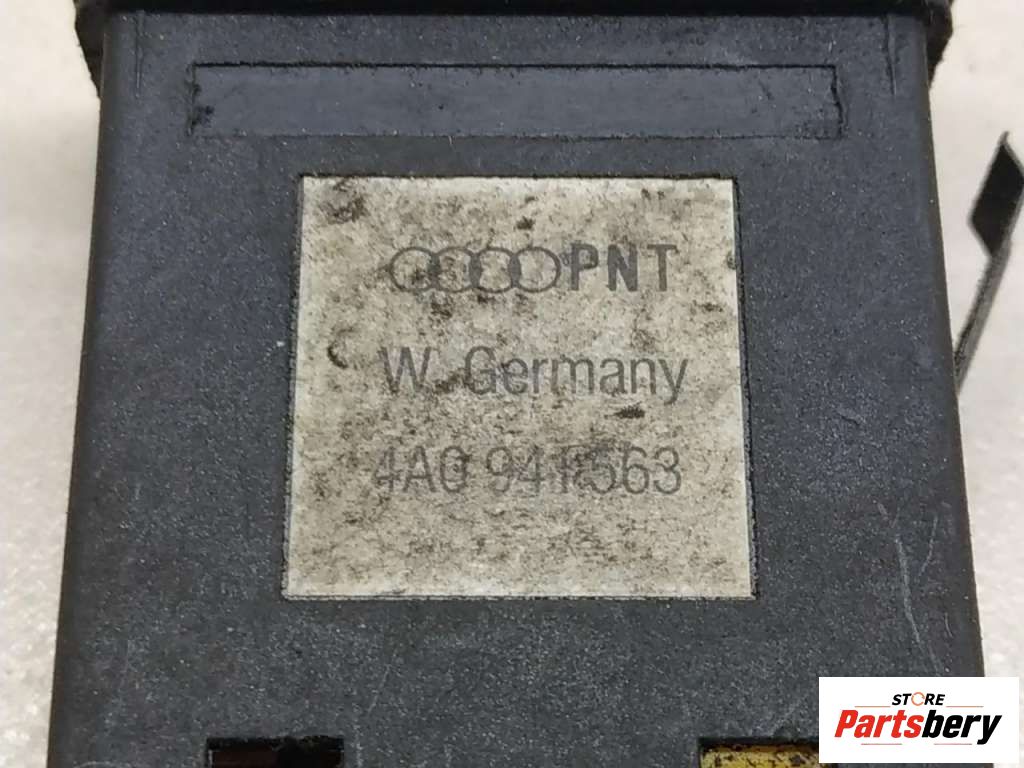 PNT
W. Germany
4A0 941 563
STORE
Partsbery